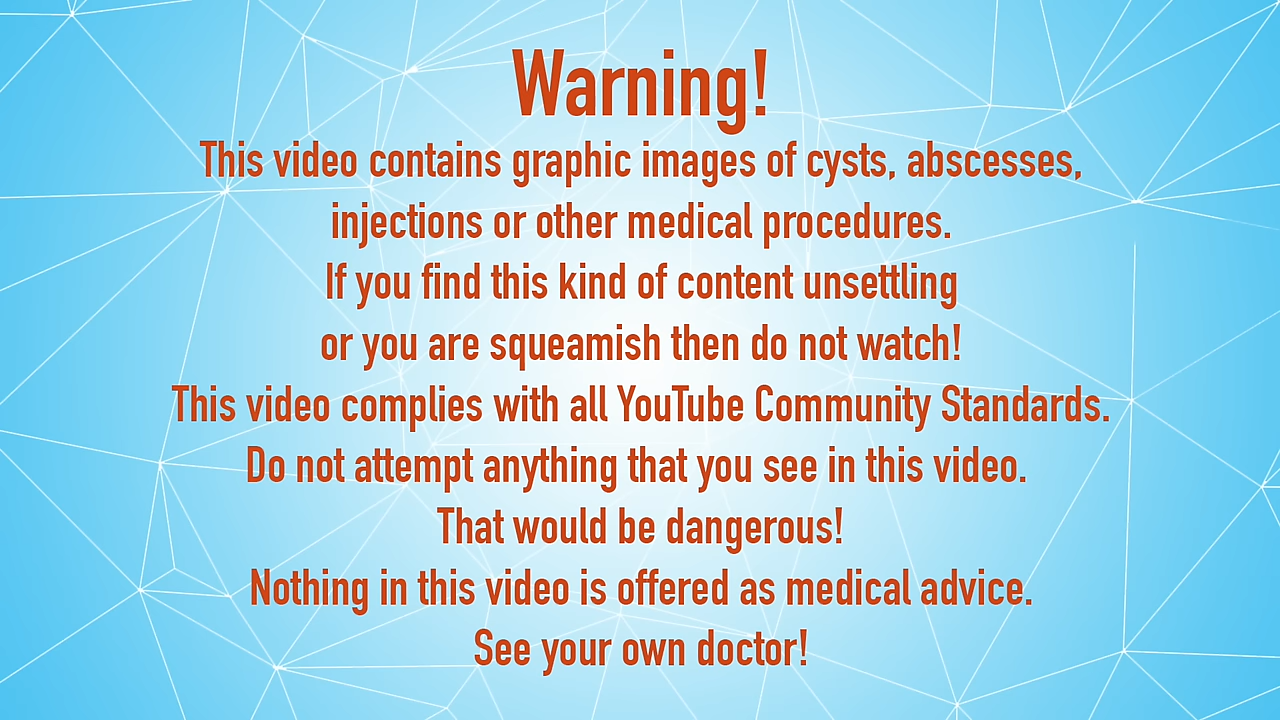 Warning!
This video contains graphic images of cysts, abscesses,
injections or other medical procedures.
If you find this kind of content unsettling
or you are squeamish then do not watch!
This video complies with all YouTube Community Standards.
Do not attempt anything that you see in this video.
That would be dangerous!
Nothing in this video is offered as medical advice.
See your own doctor!